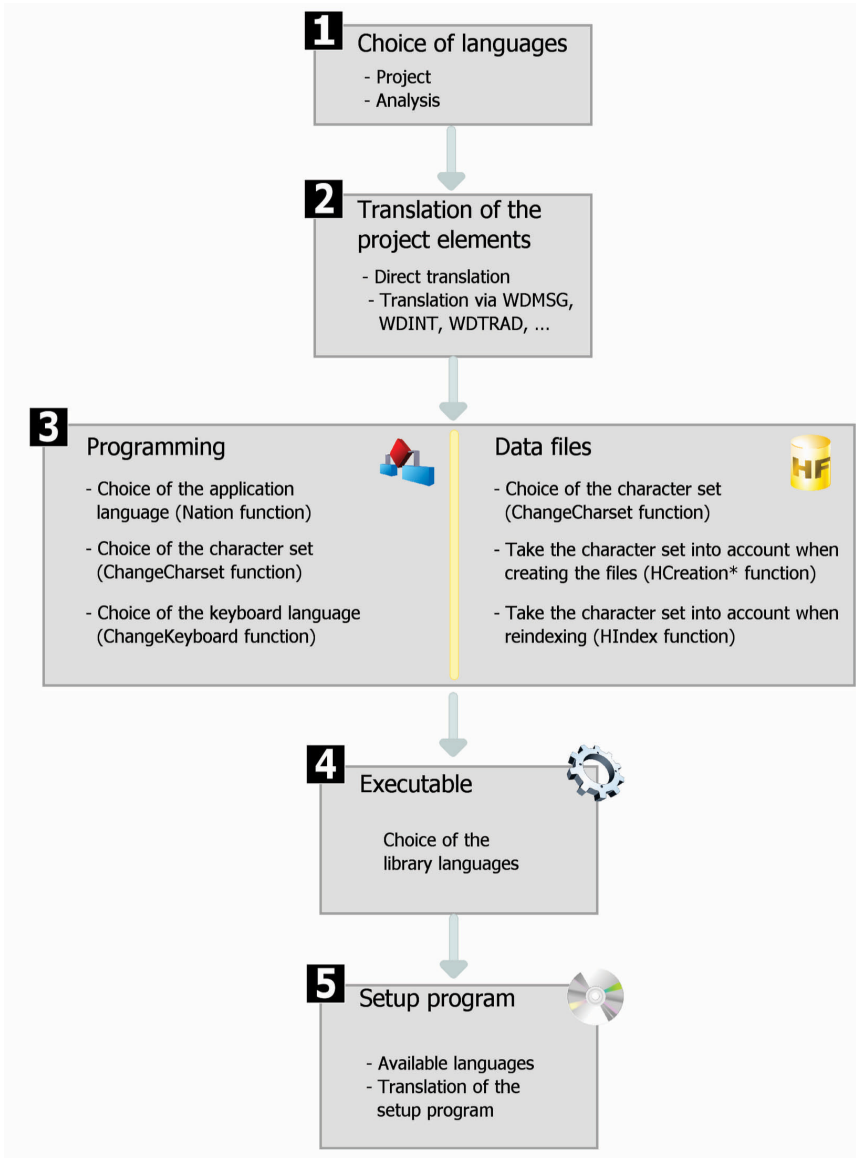 1
Choice of languages
- Project
- Analysis
2
Translation of the
project elements
- Direct translation
- Translation via WDMSG,
WDINT, WDTRAD, ...
3
Programming
- Choice of the application
language (Nation function)
- Choice of the character set
(ChangeCharset function)
- Choice of the keyboard language
(ChangeKeyboard function)
Data files
HF
- Choice of the character set
(ChangeCharset function)
- Take the character set into account when
creating the files (HCreation* function)
- Take the character set into account when
reindexing (HIndex function)
4
Executable
Choice of the
library languages
5
Setup program
- Available languages
- Translation of the
setup program